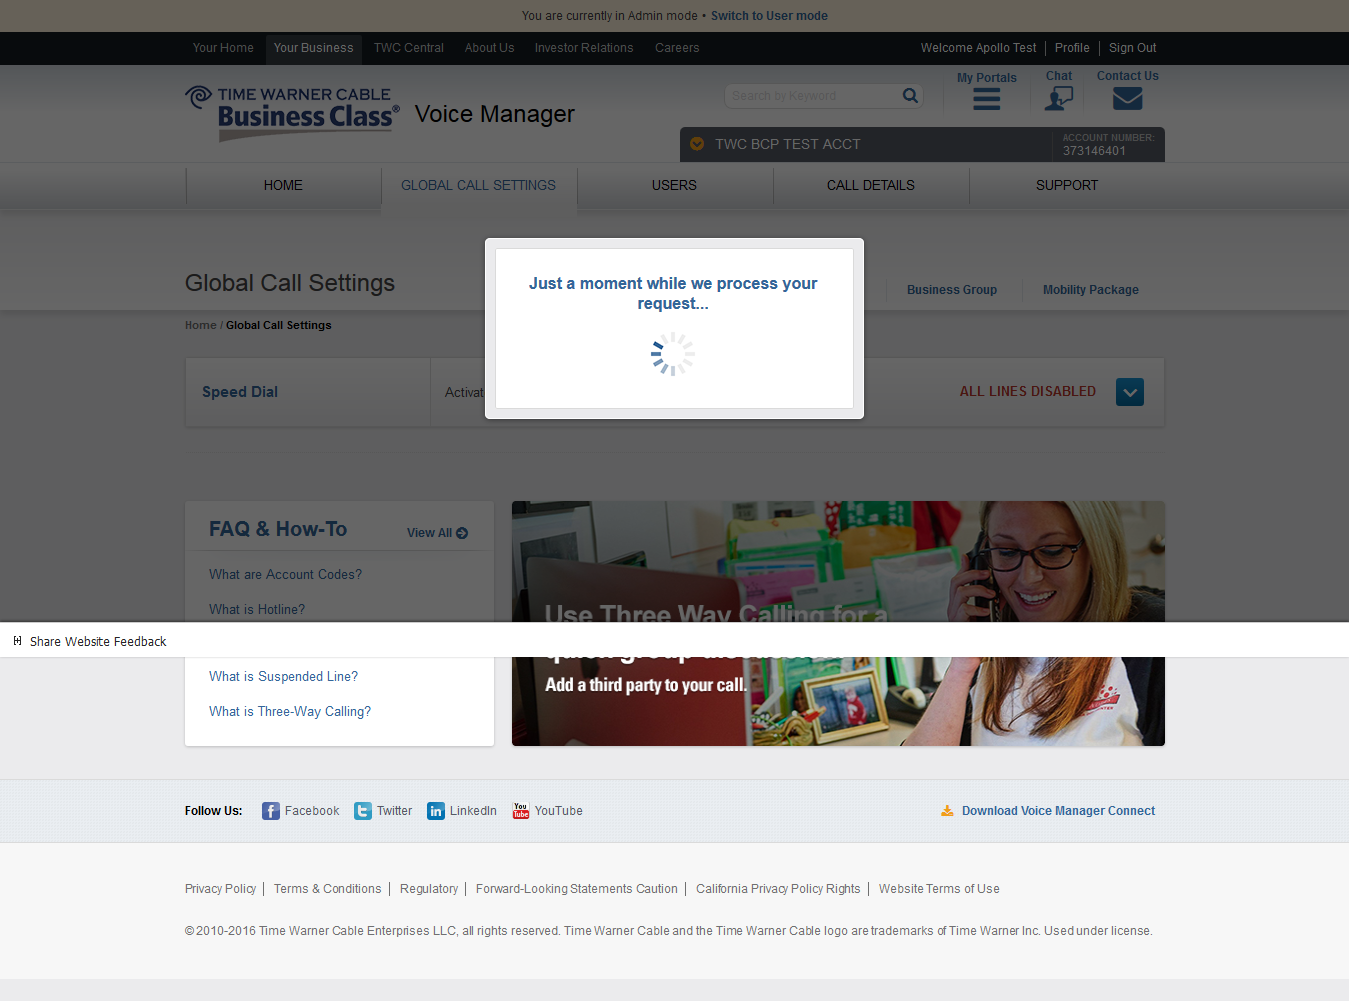 You are currently in Admin mode • Switch to User mode
Your Home Your Business TWC Central About Us Investor Relations Careers Welcome Apollo Test Profile Sign Out
TIME WARNER CABLE
Business Class®
Voice Manager
Search by Keyword
My Portals
Chat
Contact Us
TWC BCP TEST ACCT
ACCOUNT NUMBER:
373146401
HOME GLOBAL CALL SETTINGS USERS CALL DETAILS SUPPORT
Global Call Settings
Business Group Mobility Package
Just a moment while we process your
request...
Home / Global Call Settings
Speed Dial
ALL LINES DISABLED
FAQ & How-To View All
What are Account Codes?
What is Hotline?
Use Three Way Calling for a
Share Website Feedback
What is Suspended Line?
What is Three-Way Calling?
Add a third party to your call.
Follow Us: Facebook Twitter LinkedIn YouTube
Download Voice Manager Connect
Privacy Policy Terms & Conditions Regulatory Forward-Looking Statements Caution California Privacy Policy Rights Website Terms of Use
© 2010-2016 Time Warner Cable Enterprises LLC, all rights reserved. Time Warner Cable and the Time Warner Cable logo are trademarks of Time Warner Inc. Used under license.